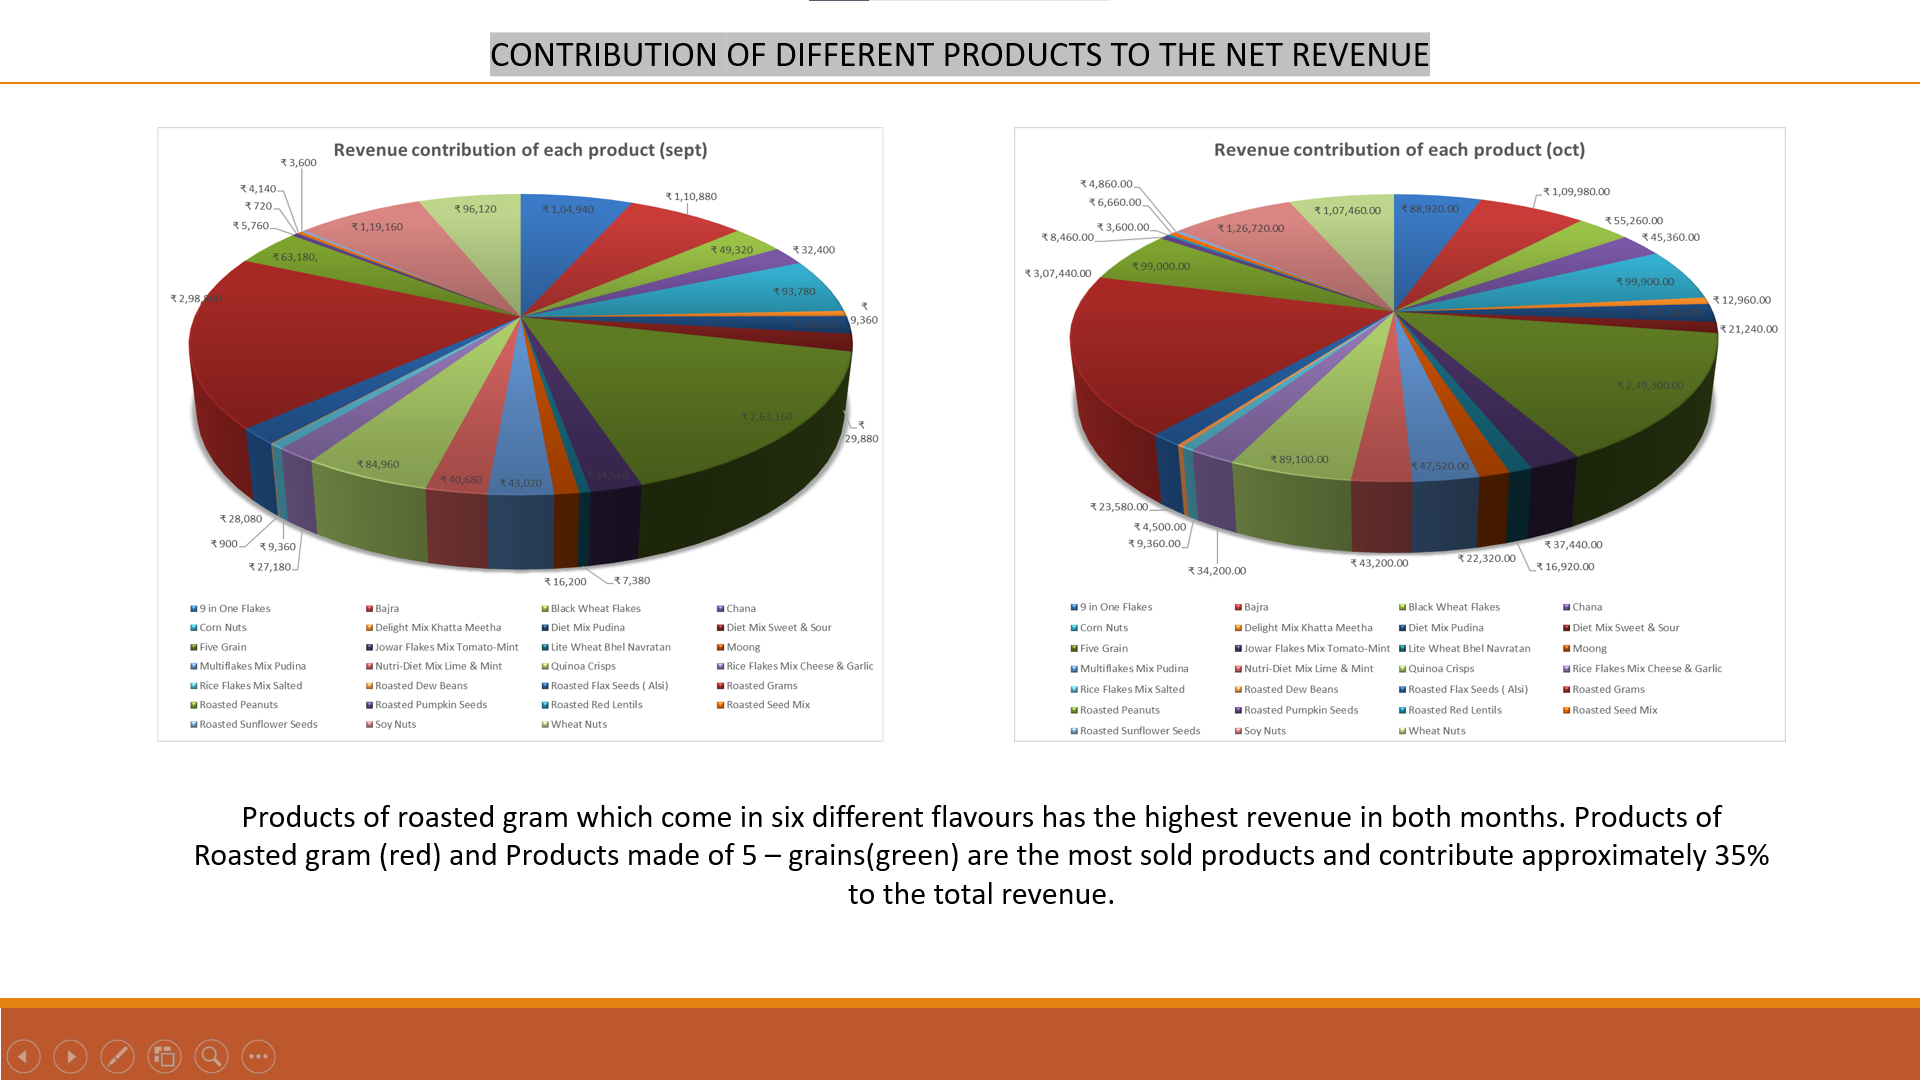 CONTRIBUTION OF DIFFERENT PRODUCTS TO THE NET REVENUE
Revenue contribution of each product (sept)
₹ 3,600
₹ 4,140
₹ 720
₹ 5,760
₹ 63,180,
₹ 1,19,160
₹ 96,120
₹ 1,04,940
₹ 1,10,880
₹ 49,320
₹ 32,400
₹ 93,780
₹
9,360
₹
29,880
₹ 2,63,160
₹ 34,560
₹ 7,380
₹ 16,200
₹ 43,020
₹ 40,680
₹ 84,960
₹ 27,180
₹ 9,360
₹ 900
₹ 28,080
9 in One Flakes Bajra Black Wheat Flakes Chana
Corn Nuts Delight Mix Khatta Meetha Diet Mix Pudina Diet Mix Sweet & Sour
Five Grain Jowar Flakes Mix Tomato-Mint Lite Wheat Bhel Navratan Moong
Multiflakes Mix Pudina Nutri-Diet Mix Lime & Mint Quinoa Crisps Rice Flakes Mix Cheese & Garlic
Rice Flakes Mix Salted Roasted Dew Beans Roasted Flax Seeds ( Alsi) Roasted Grams
Roasted Peanuts Roasted Pumpkin Seeds Roasted Red Lentils Roasted Seed Mix
Roasted Sunflower Seeds Soy Nuts Wheat Nuts
Revenue contribution of each product (oct)
₹ 4,860.00
₹ 6,660.00
₹ 3,600.00
₹ 8,460.00
₹ 99,000.00
₹ 3,07,440.00
₹ 1,26,720.00
₹ 1,07,460.00
₹ 88,920.00
₹ 1,09,980.00
₹ 55,260.00
₹ 45,360.00
₹ 99,900.00
₹ 12,960.00
₹ 21,240.00
₹ 2,49,300.00
₹ 37,440.00
₹ 16,920.00
₹ 22,320.00
₹ 47,520.00
₹ 43,200.00
₹ 89,100.00
₹ 34,200.00
₹ 9,360.00
₹ 4,500.00
₹ 23,580.00
9 in One Flakes Bajra Black Wheat Flakes Chana
Corn Nuts Delight Mix Khatta Meetha Diet Mix Pudina Diet Mix Sweet & Sour
Five Grain Jowar Flakes Mix Tomato-Mint Lite Wheat Bhel Navratan Moong
Multiflakes Mix Pudina Nutri-Diet Mix Lime & Mint Quinoa Crisps Rice Flakes Mix Cheese & Garlic
Rice Flakes Mix Salted Roasted Dew Beans Roasted Flax Seeds ( Alsi) Roasted Grams
Roasted Peanuts Roasted Pumpkin Seeds Roasted Red Lentils Roasted Seed Mix
Roasted Sunflower Seeds Soy Nuts Wheat Nuts
Products of roasted gram which come in six different flavours has the highest revenue in both months. Products of
Roasted gram (red) and Products made of 5 – grains(green) are the most sold products and contribute approximately 35%
to the total revenue.